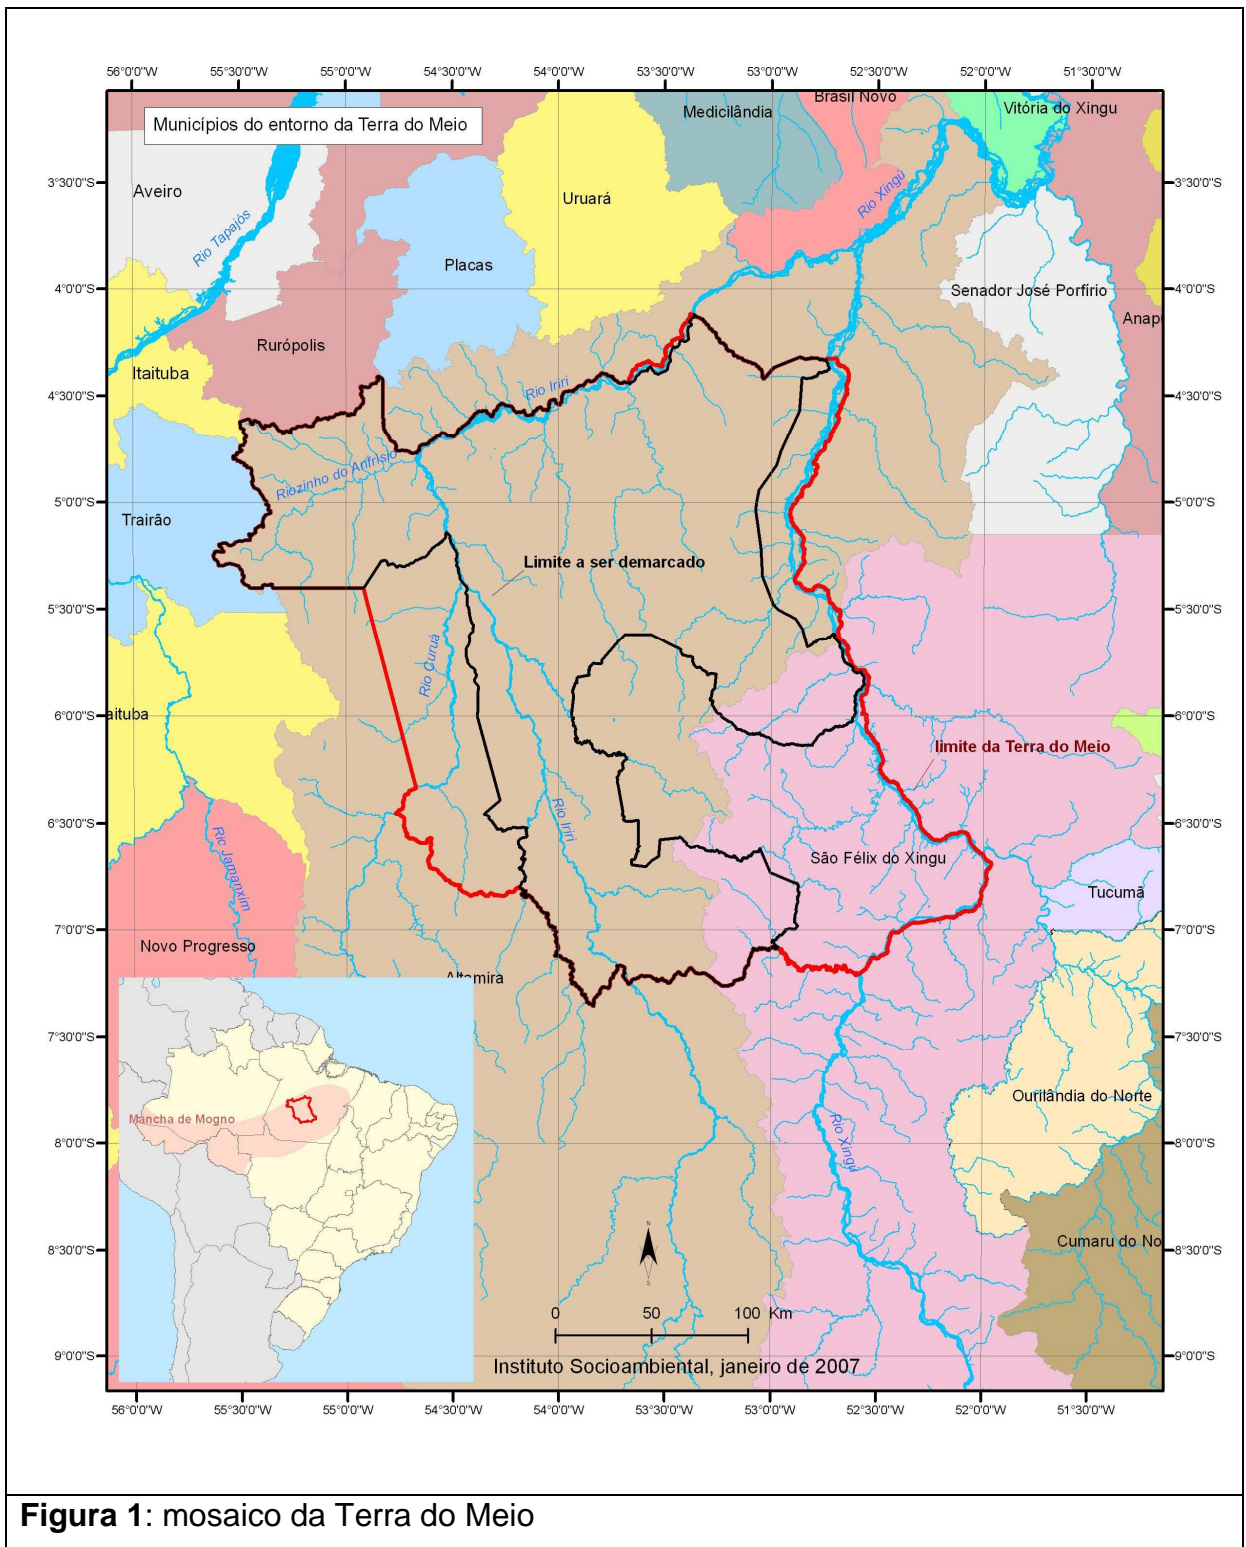 56°0'0"W 55°30'0"W 55°0'0"W 54°30'0"W 54°0'0"W 53°30'0"W 53°0'0"W 52°30'0"W 52°0'0"W 51°30'0"W
Municípios do entorno da Terra do Meio
Medicilândia
Brasil Novo
Vitória do Xingu
3°30'0"S
Aveiro
Uruará
Rio Xingú
3°30'0"S
Rio Tapajós
Placas
4°0'0"S
Senador José Porfírio
4°0'0"S
Rurópolis
Anap
Itaituba
4°30'0"S
Rio Iriri
4°30'0"S
Riozinho do Anfrísio
5°0'0"S
Trairão
5°0'0"S
Limite a ser demarcado
5°30'0"S
5°30'0"S
Rio Curuá
6°0'0"S
aituba
6°0'0"S
limite da Terra do Meio
6°30'0"S
Rio Iriri
6°30'0"S
Rio Jamanxim
São Félix do Xingu
Tucumã
7°0'0"S
Novo Progresso
7°0'0"S
Altamira
7°30'0"S
7°30'0"S
Mancha de Mogno
Ourilândia do Norte
8°0'0"S
Rio Xingu
8°0'0"S
N
8°30'0"S
Cumaru do No
8°30'0"S
S
0 50 100 Km
9°0'0"S
Instituto Socioambiental, janeiro de 2007
9°0'0"S
56°0'0"W 55°30'0"W 55°0'0"W 54°30'0"W 54°0'0"W 53°30'0"W 53°0'0"W 52°30'0"W 52°0'0"W 51°30'0"W
Figura 1: mosaico da Terra do Meio